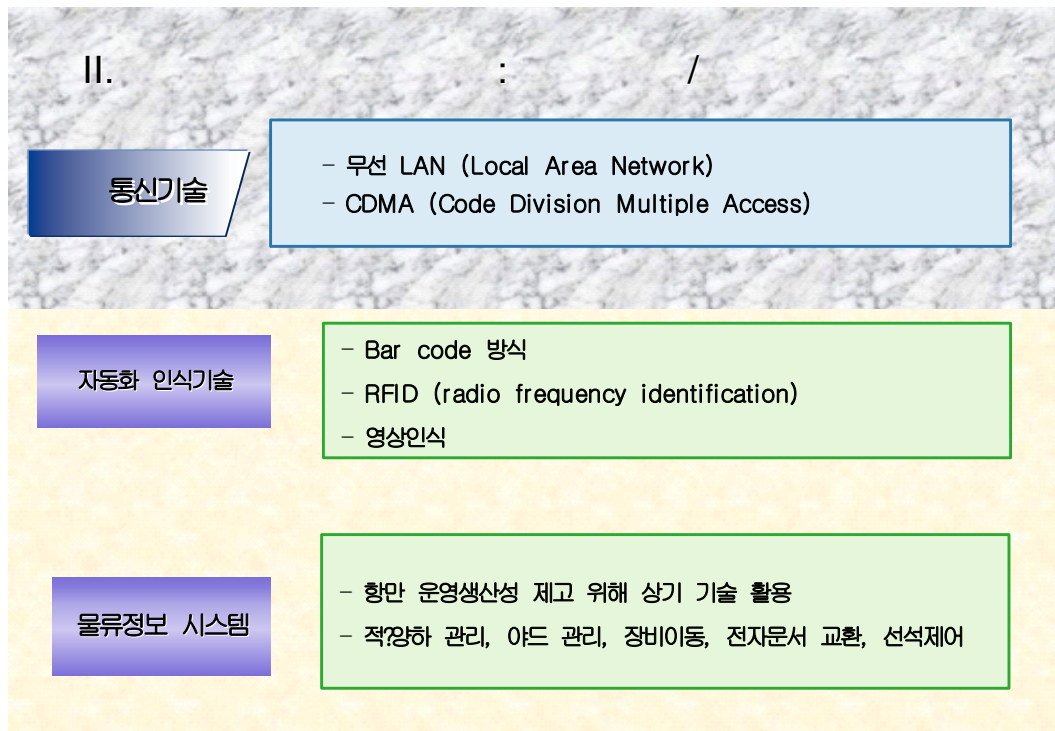 II. : /
통신기술
- 무선 LAN (Local Area Network)
- CDMA (Code Division Multiple Access)
자동화 인식기술
- Bar code 방식
- RFID (radio frequency identification)
- 영상인식
물류정보 시스템
- 항만 운영생산성 제고 위해 상기 기술 활용
- 적?양하 관리, 야드 관리, 장비이동, 전자문서 교환, 선석제어